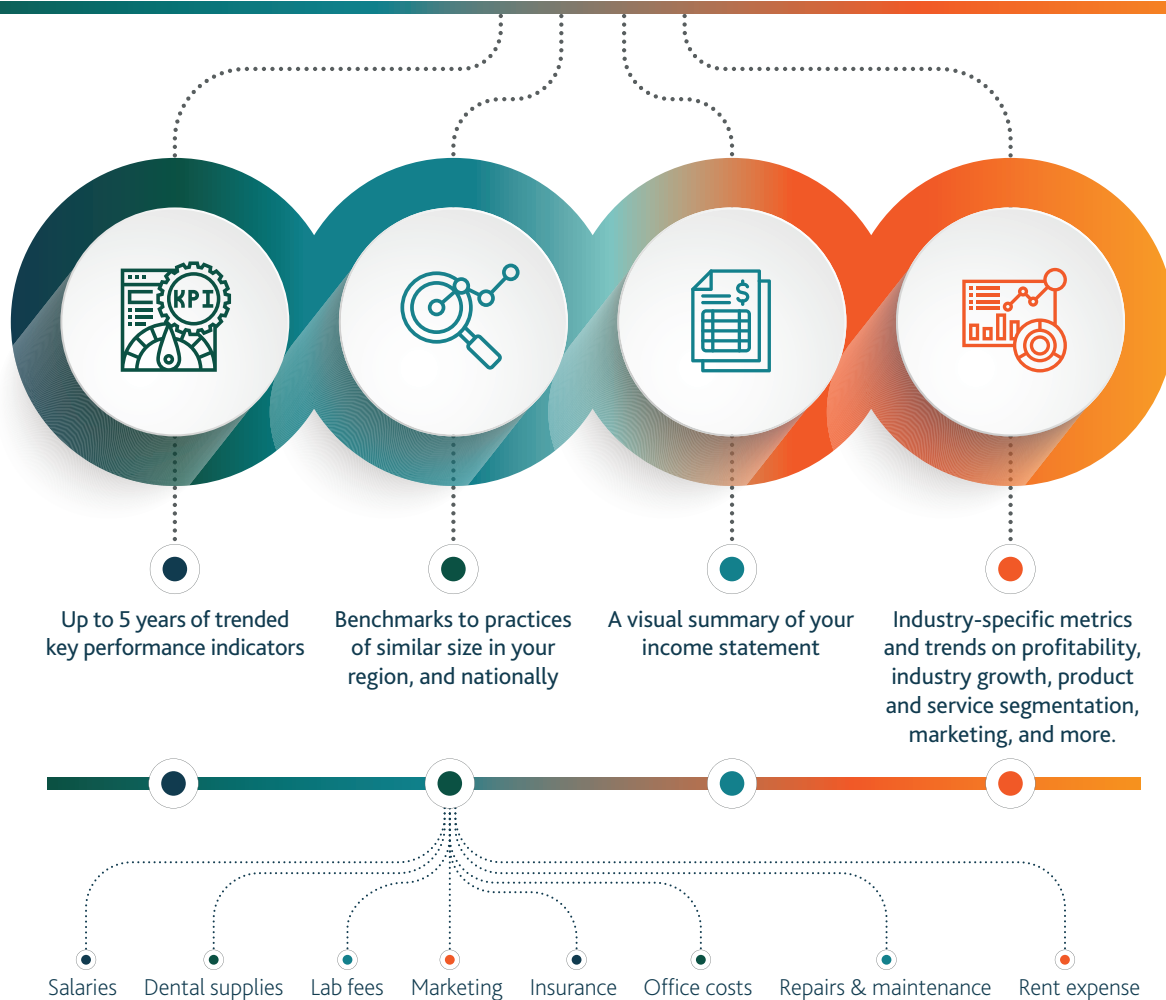 KPI
$
Up to 5 years of trended
key performance indicators
Benchmarks to practices
of similar size in your
region, and nationally
A visual summary of your
income statement
Industry-specific metrics
and trends on profitability,
industry growth, product
and service segmentation,
marketing, and more.
Salaries
Dental supplies
Lab fees
Marketing
Insurance
Office costs
Repairs & maintenance
Rent expense